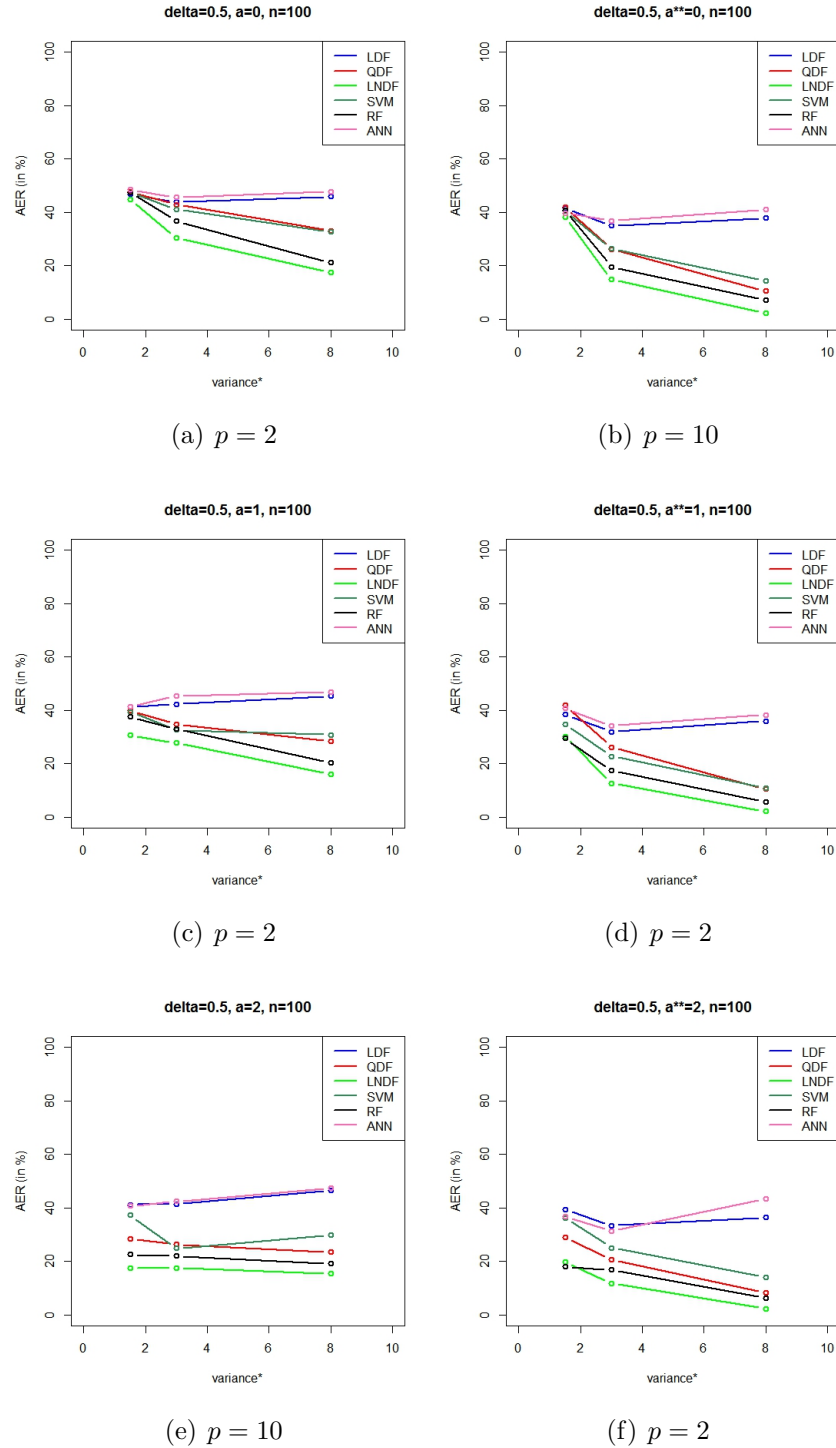 delta=0.5, a=0, n=100
AER (in %)
100
80
60
40
20
0
LDF
QDF
LNDF
SVM
RF
ANN
0 2 4 6 8 10
variance*
(a) p = 2
delta=0.5, a**=0, n=100
AER (in %)
100
80
60
40
20
0
LDF
QDF
LNDF
SVM
RF
ANN
0 2 4 6 8 10
variance*
(b) p = 10
delta=0.5, a=1, n=100
AER (in %)
100
80
60
40
20
0
LDF
QDF
LNDF
SVM
RF
ANN
0 2 4 6 8 10
variance*
(c) p = 2
delta=0.5, a**=1, n=100
AER (in %)
100
80
60
40
20
0
LDF
QDF
LNDF
SVM
RF
ANN
0 2 4 6 8 10
variance*
(d) p = 2
delta=0.5, a=2, n=100
AER (in %)
100
80
60
40
20
0
LDF
QDF
LNDF
SVM
RF
ANN
0 2 4 6 8 10
variance*
(e) p = 10
delta=0.5, a**=2, n=100
AER (in %)
100
80
60
40
20
0
LDF
QDF
LNDF
SVM
RF
ANN
0 2 4 6 8 10
variance*
(f) p = 2